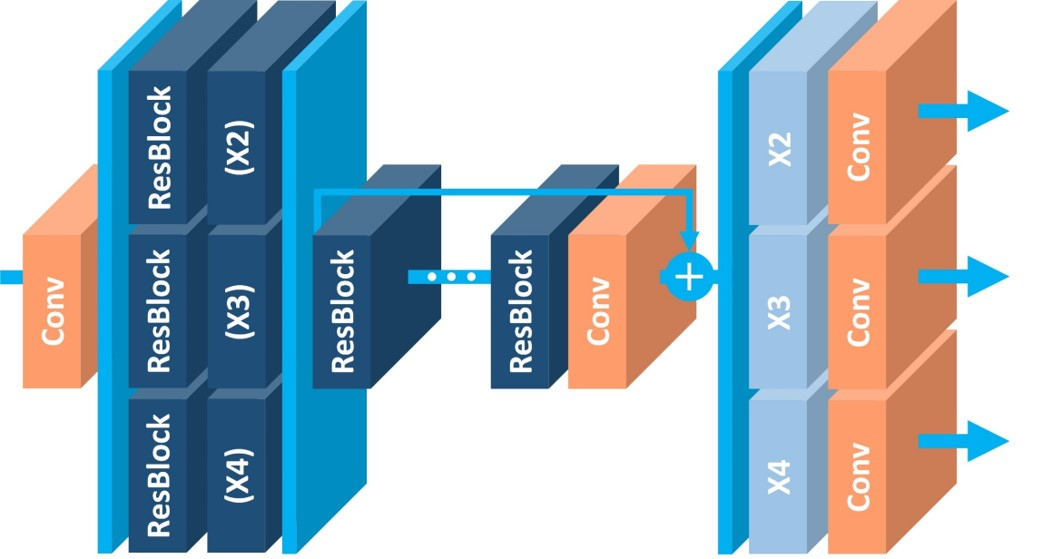 Conv
ResBlock
(X2)
ResBlock
(X3)
ResBlock
(X4)
ResBlock
ResBlock
Conv
X2
Conv
X3
Conv
X4
Conv